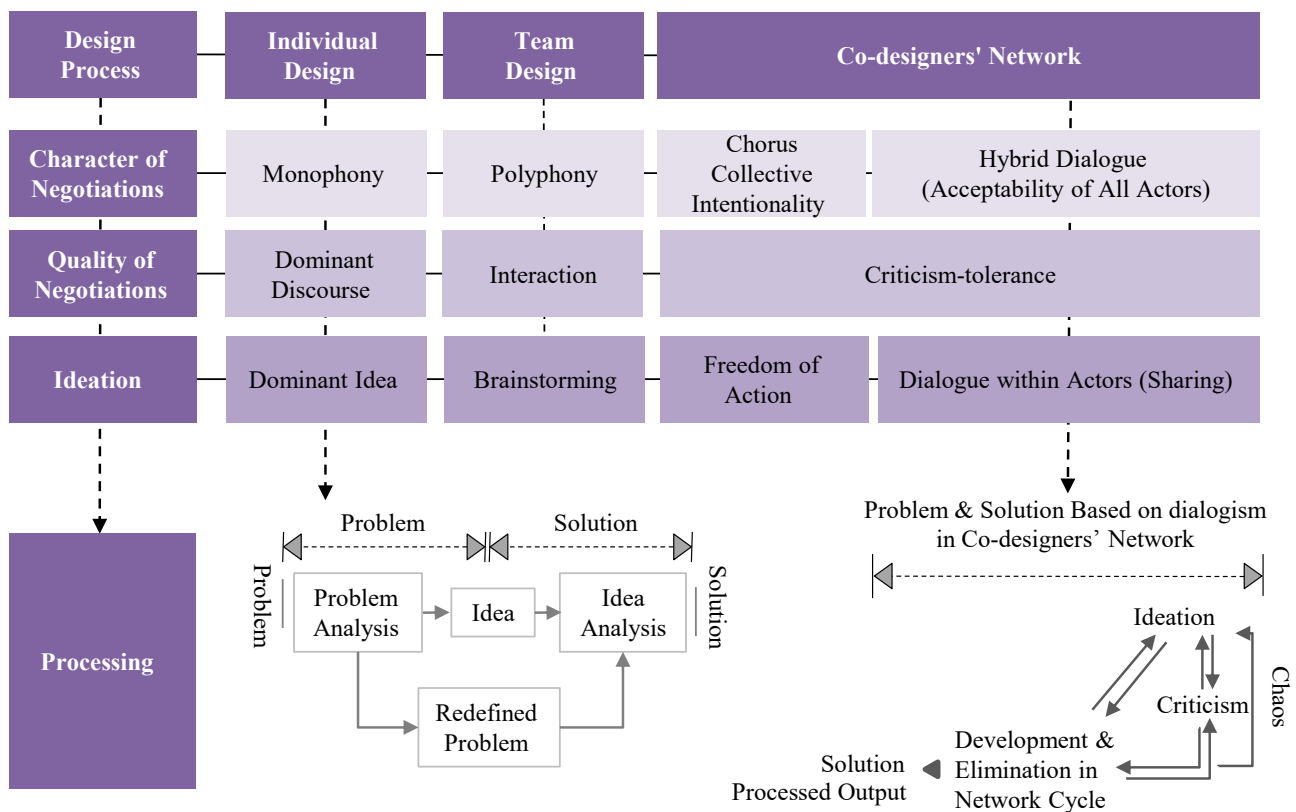 Design
Process
Individual
Design
Team
Design
Co-designers' Network
Character of
Negotiations
Monophony
Polyphony
Chorus
Collective
Intentionality
Hybrid Dialogue
(Acceptability of All Actors)
Quality of
Negotiations
Dominant
Discourse
Interaction
Criticism-tolerance
Ideation
Dominant Idea
Brainstorming
Freedom of
Action
Dialogue within Actors (Sharing)
Processing
Problem
Solution
Problem
Problem
Analysis
Idea
Idea
Analysis
Solution
Redefined
Problem
Problem & Solution Based on dialogism
in Co-designers’ Network
Ideation
Criticism
Chaos
Development &
Elimination in
Network Cycle
Solution
Processed Output